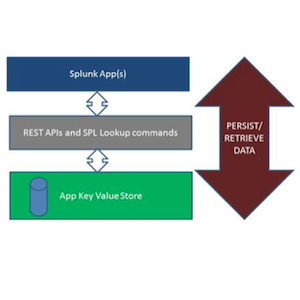 Splunk App(s)
REST APIs and SPL Lookup commands
PERSIST/
RETRIEVE
DATA
App Key Value Store